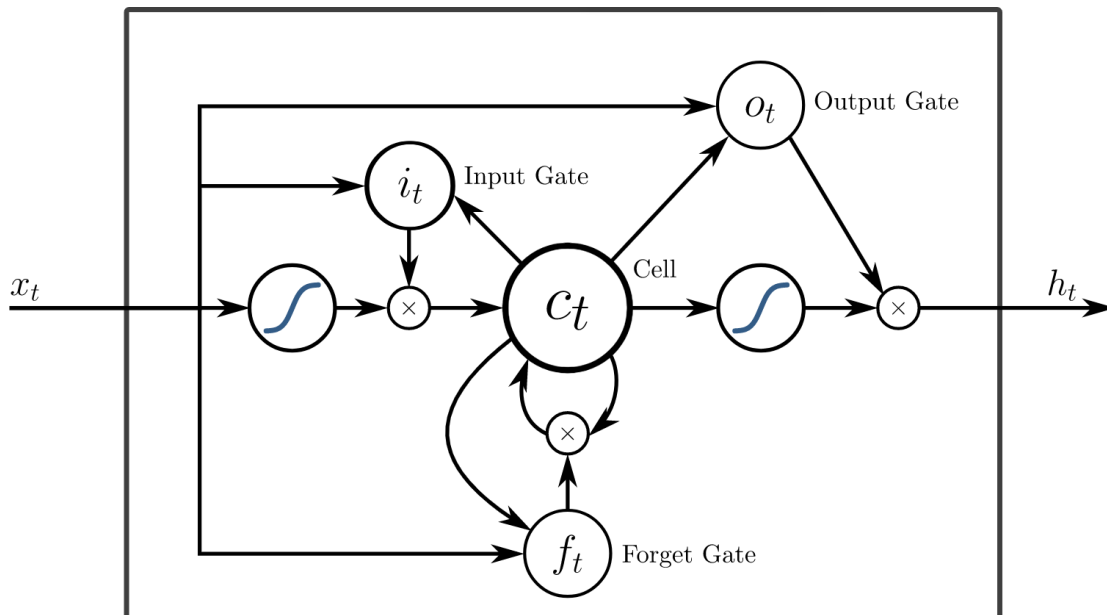 o_t Output Gate
i_t Input Gate
x_t
×
c_t Cell
×
h_t
×
f_t Forget Gate